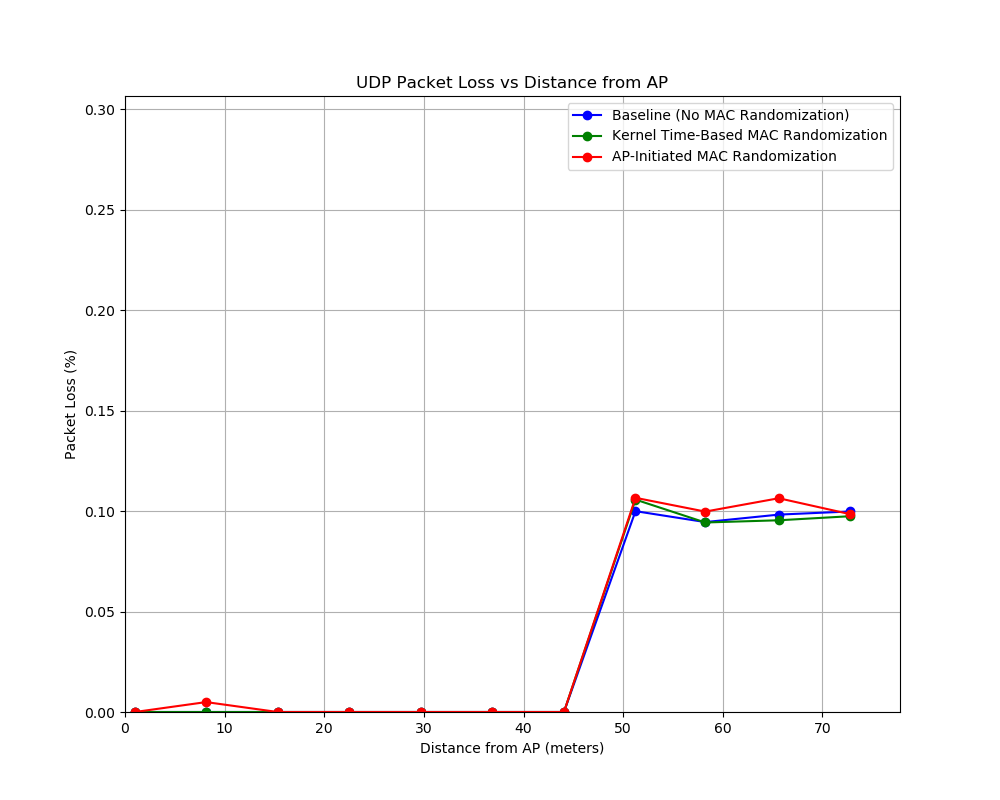 UDP Packet Loss vs Distance from AP
Baseline (No MAC Randomization)
Kernel Time-Based MAC Randomization
AP-Initiated MAC Randomization
Packet Loss (%)
0.30
0.25
0.20
0.15
0.10
0.05
0.00
0 10 20 30 40 50 60 70
Distance from AP (meters)